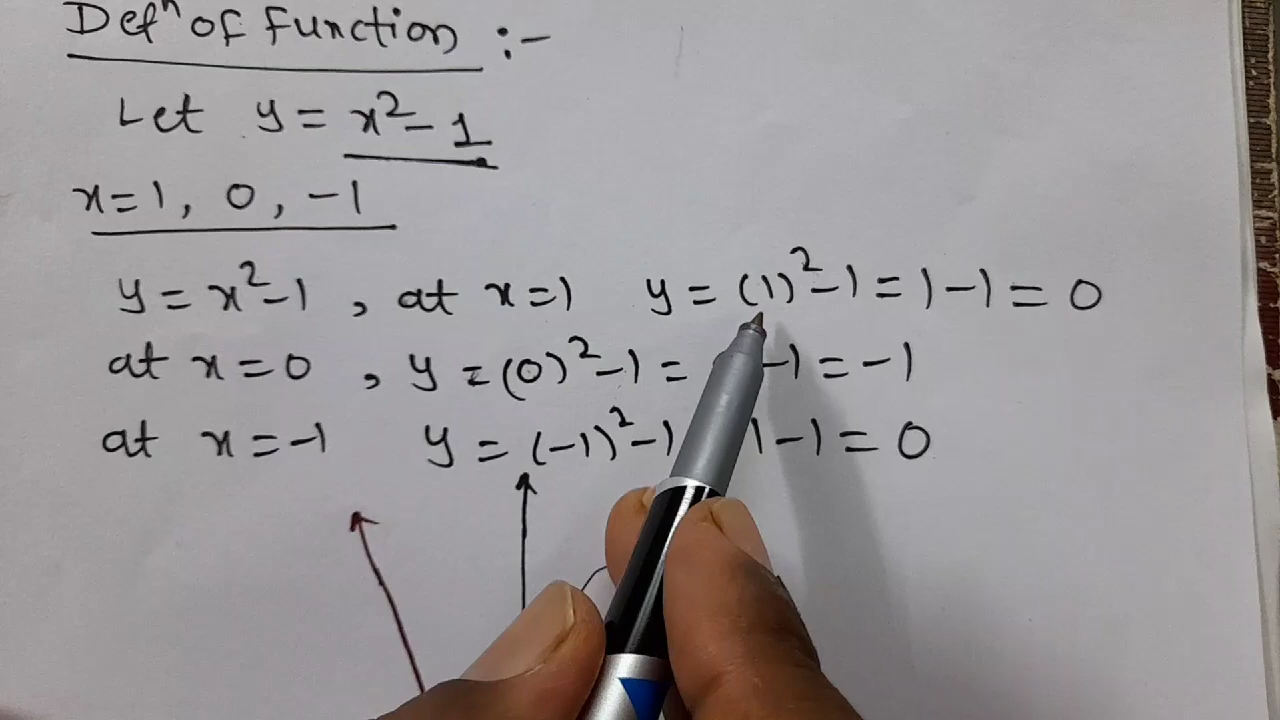 Defⁿ of Function :-
Let y = x² - 1
x = 1, 0, -1
y = x² - 1 , at x = 1 y = (1)² - 1 = 1 - 1 = 0
at x = 0 , y = (0)² - 1 = - 1 = - 1
at x = -1 y = (-1)² - 1 1 - 1 = 0